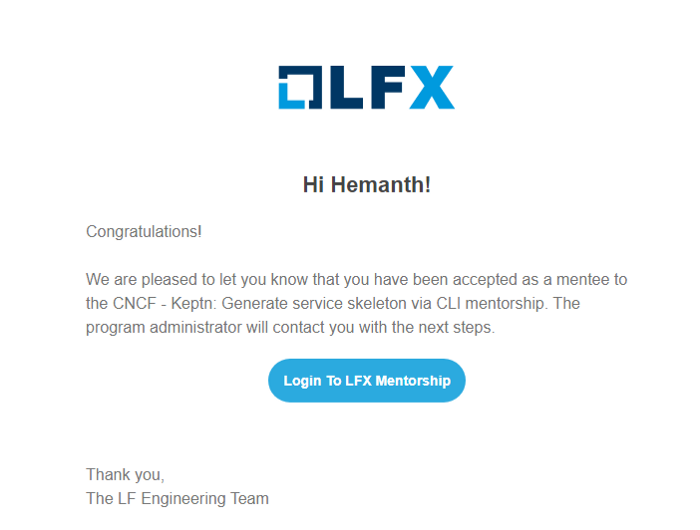 LFX
Hi Hemanth!
Congratulations!
We are pleased to let you know that you have been accepted as a mentee to
the CNCF - Keptn: Generate service skeleton via CLI mentorship. The
program administrator will contact you with the next steps.
Login To LFX Mentorship
Thank you,
The LF Engineering Team